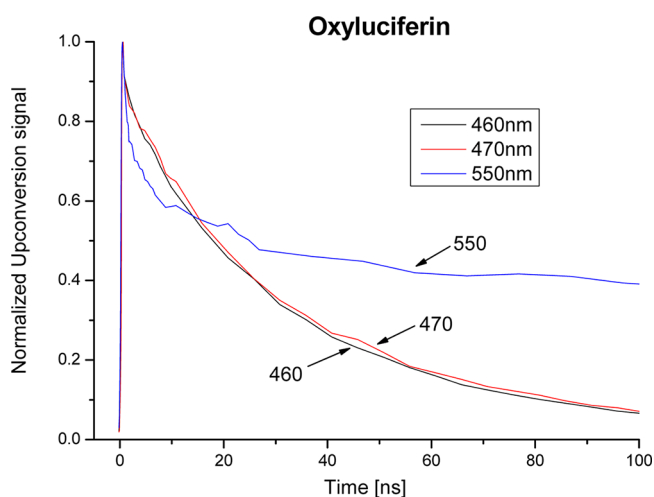 Oxyluciferin
Normalized Upconversion signal
1.0
0.8
0.6
0.4
0.2
0.0
460nm
470nm
550nm
550
470
460
0 20 40 60 80 100
Time [ns]